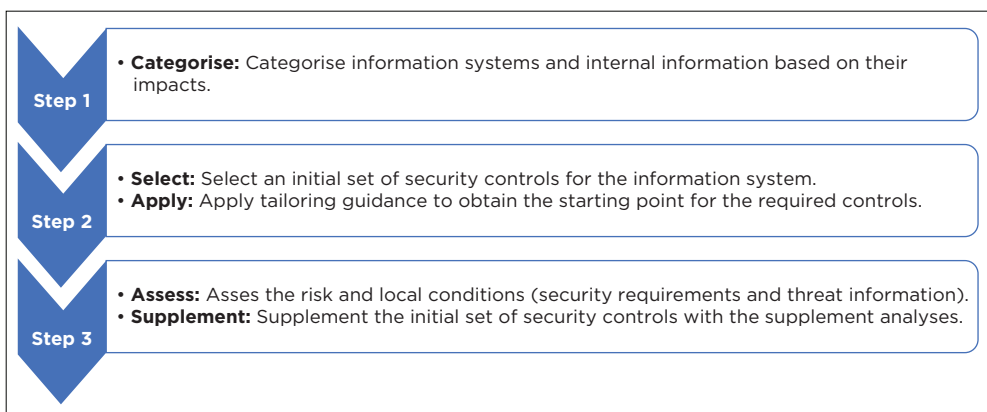 Step 1
• Categorise: Categorise information systems and internal information based on their
impacts.
Step 2
• Select: Select an initial set of security controls for the information system.
• Apply: Apply tailoring guidance to obtain the starting point for the required controls.
Step 3
• Assess: Asses the risk and local conditions (security requirements and threat information).
• Supplement: Supplement the initial set of security controls with the supplement analyses.